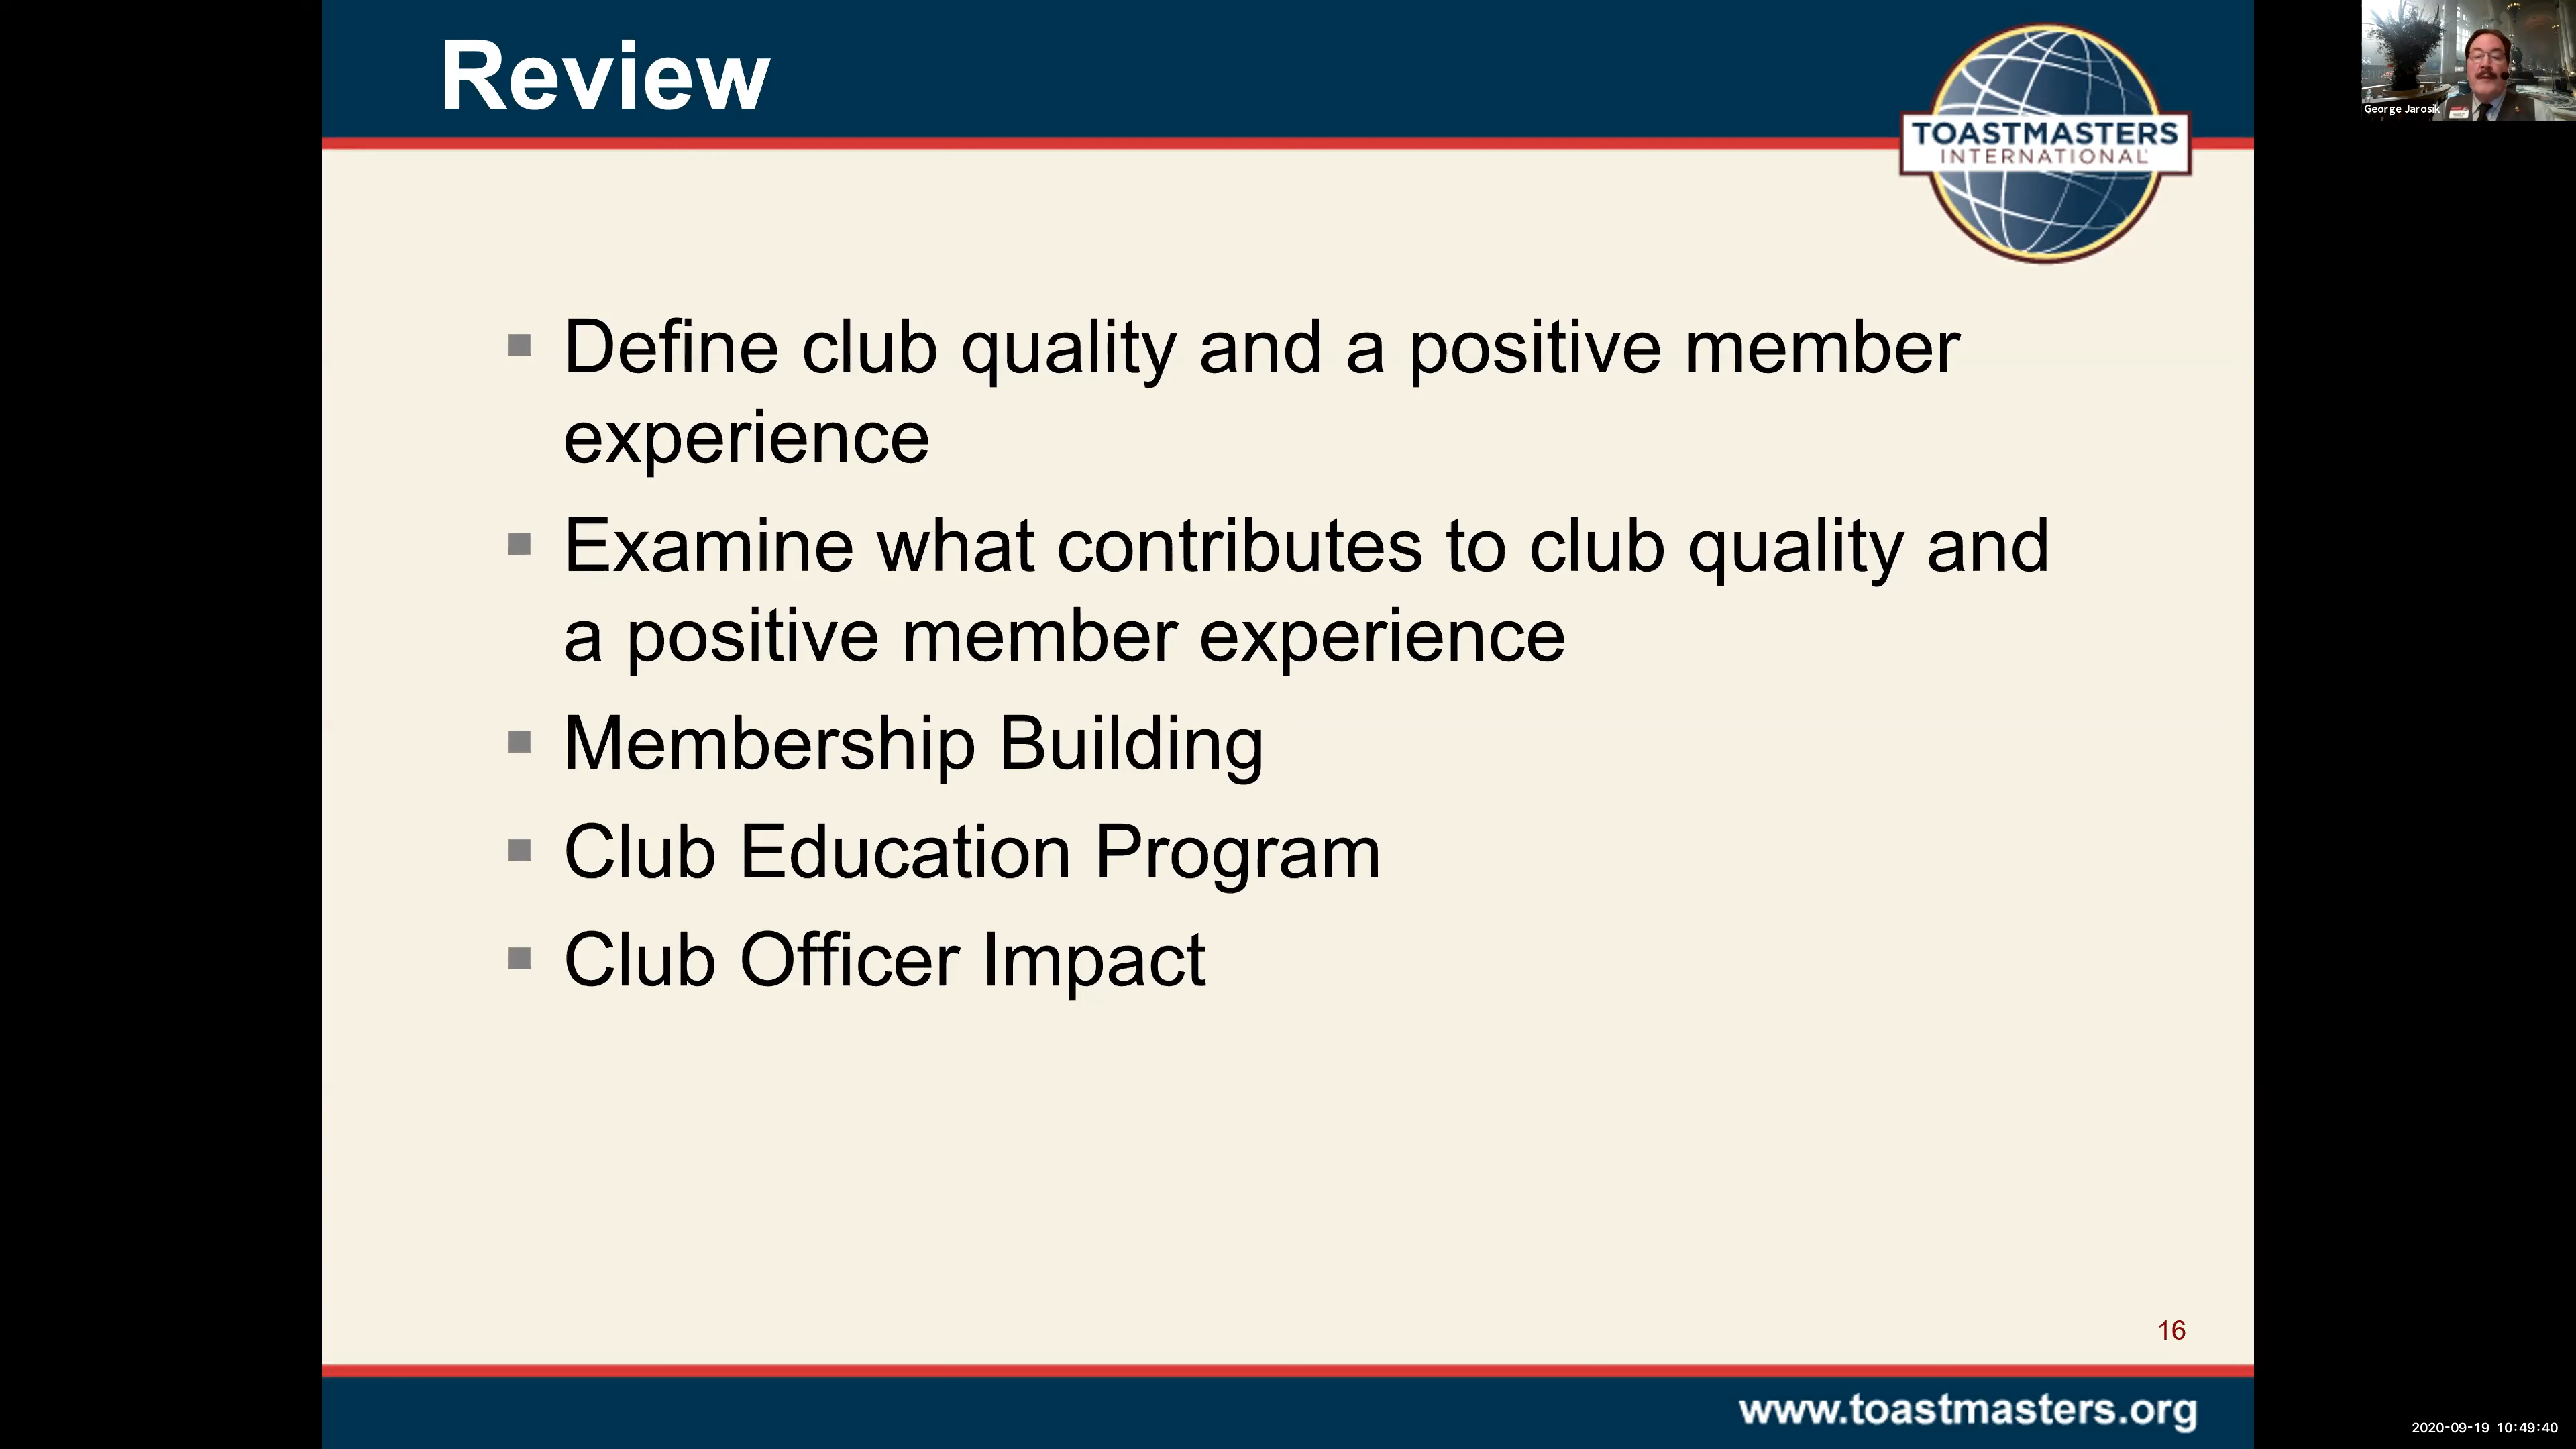 Review
TOASTMASTERS
INTERNATIONAL
George Jarosik
Define club quality and a positive member
experience
Examine what contributes to club quality and
a positive member experience
Membership Building
Club Education Program
Club Officer Impact
16
www.toastmasters.org
2020-09-19 10:49:40